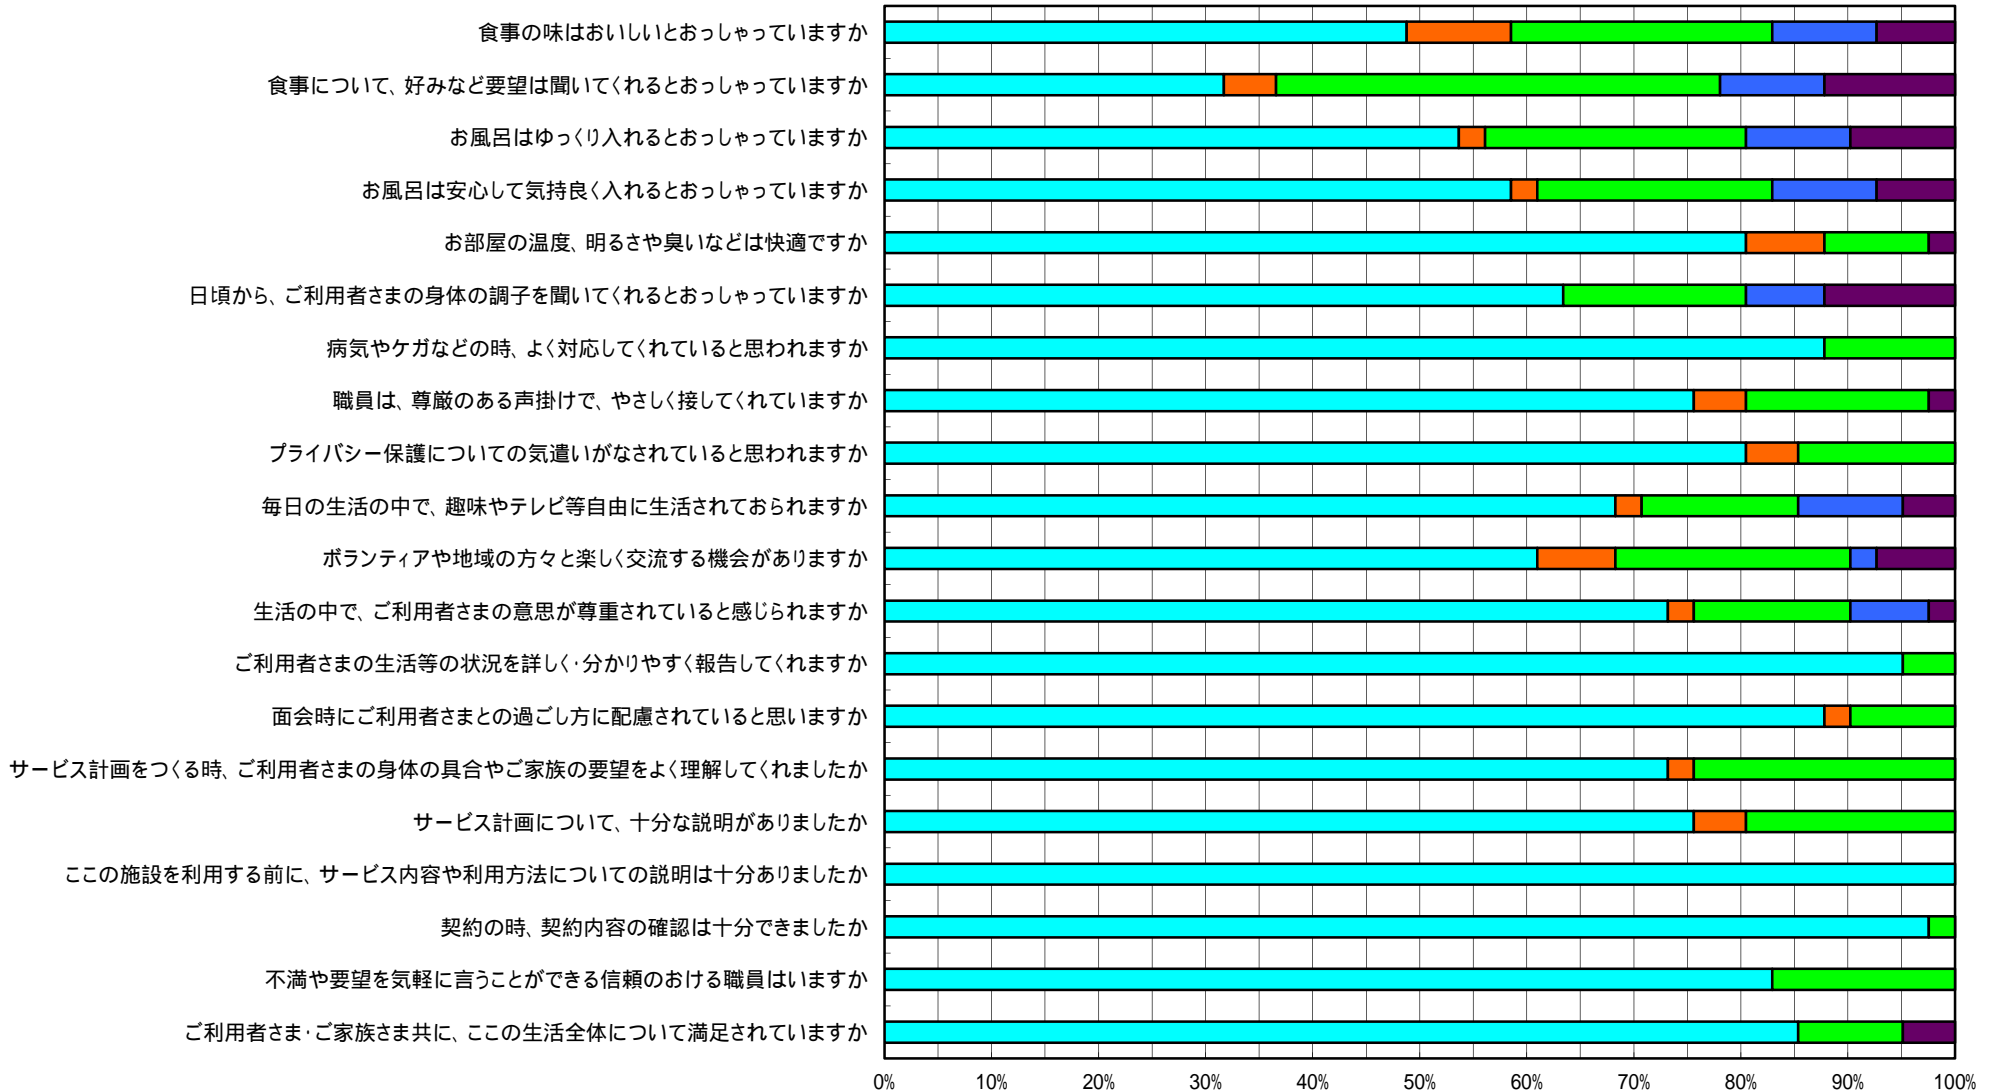 食事の味はおいしいとおっしゃっていますか
食事について、好みなど要望は聞いてくれるとおっしゃっていますか
お風呂はゆっくり入れるとおっしゃっていますか
お風呂は安心して気持良く入れるとおっしゃっていますか
お部屋の温度、明るさや臭いなどは快適ですか
日頃から、ご利用者さまの身体の調子を聞いてくれるとおっしゃっていますか
病気やケガなどの時、よく対応してくれていると思われますか
職員は、尊厳のある声掛けで、やさしく接してくれていますか
プライバシー保護についての気遣いがなされていると思われますか
毎日の生活の中で、趣味やテレビ等自由に生活されておられますか
ボランティアや地域の方々と楽しく交流する機会がありますか
生活の中で、ご利用者さまの意思が尊重されていると感じられますか
ご利用者さまの生活等の状況を詳しく・分かりやすく報告してくれますか
面会時にご利用者さまとの過ごし方に配慮されていると思いますか
サービス計画をつくる時、ご利用者さまの身体の具合やご家族の要望をよく理解してくれましたか
サービス計画について、十分な説明がありましたか
ここの施設を利用する前に、サービス内容や利用方法についての説明は十分ありましたか
契約の時、契約内容の確認は十分できましたか
不満や要望を気軽に言うことができる信頼のおける職員はいますか
ご利用者さま・ご家族さま共に、ここの生活全体について満足されていますか
0% 10% 20% 30% 40% 50% 60% 70% 80% 90% 100%